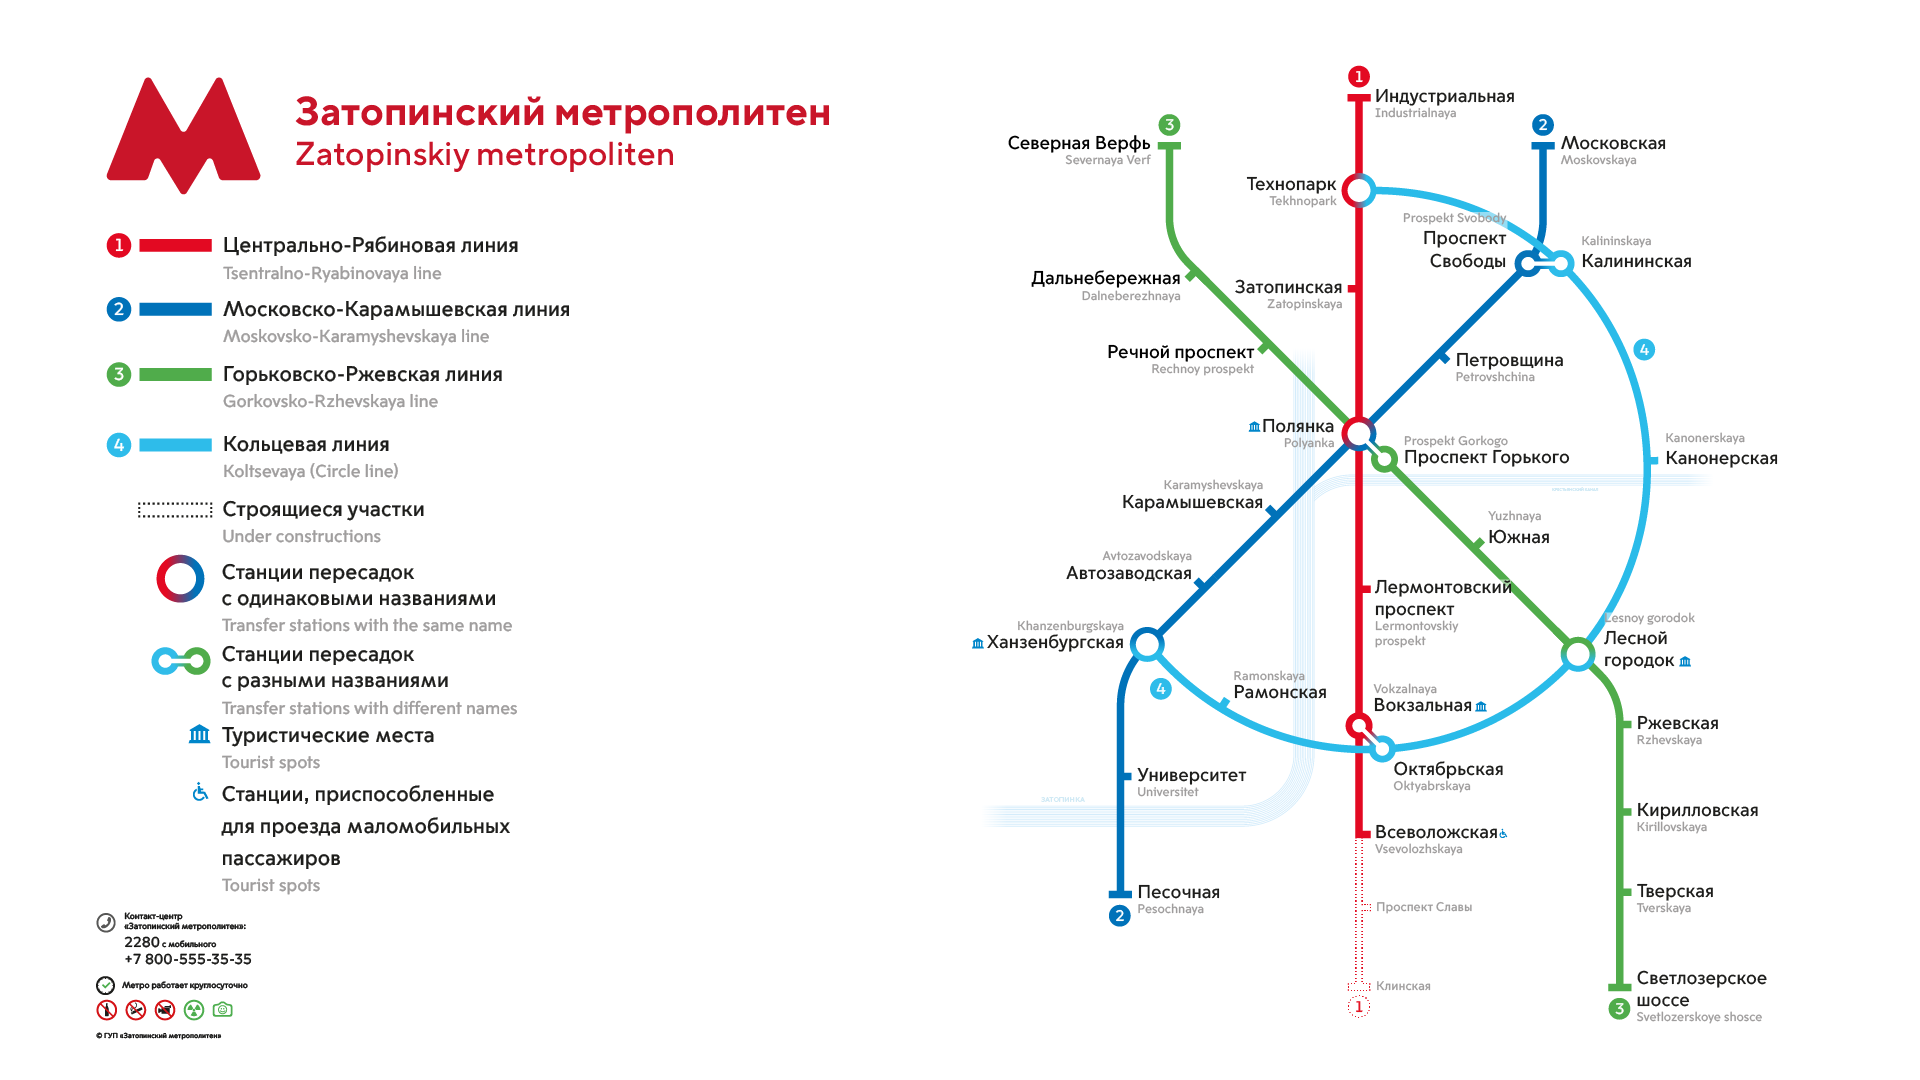 Затопинский метрополитен
Zatopinskiy metropoliten
1 Центрально-Рябиновая линия
Tsentralno-Ryabinovaya line
2 Московско-Карамышевская линия
Moskovsko-Karamyshevskaya line
3 Горьковско-Ржевская линия
Gorkovsko-Rzhevskaya line
4 Кольцевая линия
Koltsevaya (Circle line)
Строящиеся участки
Under constructions
Станции пересадок
с одинаковыми названиями
Transfer stations with the same name
Станции пересадок
с разными названиями
Transfer stations with different names
Туристические места
Tourist spots
Станции, приспособленные
для проезда маломобильных
пассажиров
Tourist spots
Контакт-центр
«Затопинский метрополитен»:
2280 с мобильного
+7 800-555-35-35
Метро работает круглосуточно
© ГУП «Затопинский метрополитен»
1
Индустриальная
Industrialnaya
3
Северная Верфь
Severnaya Verf
2
Московская
Moskovskaya
Технопарк
Tekhnopark
Prospekt Svobody
Проспект
Свободы
Kalininskaya
Калининская
Дальнебережная
Dalneberezhnaya
Затопинская
Zatopinskaya
4
Речной проспект
Rechnoy prospekt
Петровщина
Petrovshchina
Полянка
Polyanka
Prospekt Gorkogo
Проспект Горького
Kanonerskaya
Канонерская
Karamyshevskaya
Карамышевская
Yuzhnaya
Южная
Avtozavodskaya
Автозаводская
Лермонтовский
проспект
Lermontovskiy
prospekt
Khanzenburgskaya
Ханзенбургская
4
Lesnoy gorodok
Лесной
городок
Ramonskaya
Рамонская
Vokzalnaya
Вокзальная
Ржевская
Rzhevskaya
Университет
Universitet
Октябрьская
Oktyabrskaya
ЗАТОПИНКА
Всеволожская
Vsevolozhskaya
Кирилловская
Kirillovskaya
Песочная
Pesochnaya
2
Проспект Славы
Тверская
Tverskaya
Клинская
1
Светлозерское
шоссе
Svetlozerskoye shosce
3